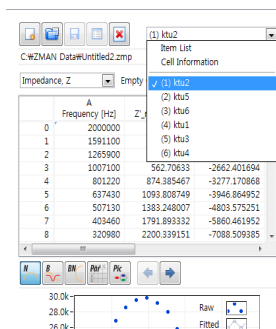 (1) ktu2
Item List
Cell Information
C:₩ZMAN Data₩Untitled2.zmp
Impedance, Z
Empty
✓ (1) ktu2
(2) ktu5
(3) ktu6
(4) ktu1
(5) ktu3
(6) ktu4
A
Frequency [Hz]
0 2000000
1 1591100
2 1265900
3 1007100 562.70633 -2662.401694
4 801220 874.385467 -3277.170868
5 637430 1093.808749 -3946.864952
6 507130 1383.248007 -4803.575251
7 403460 1791.893332 -5860.461952
8 320980 2200.339151 -7088.509385
N B BN Par Pic
30.0k
28.0k
26.0k
Raw
Fitted